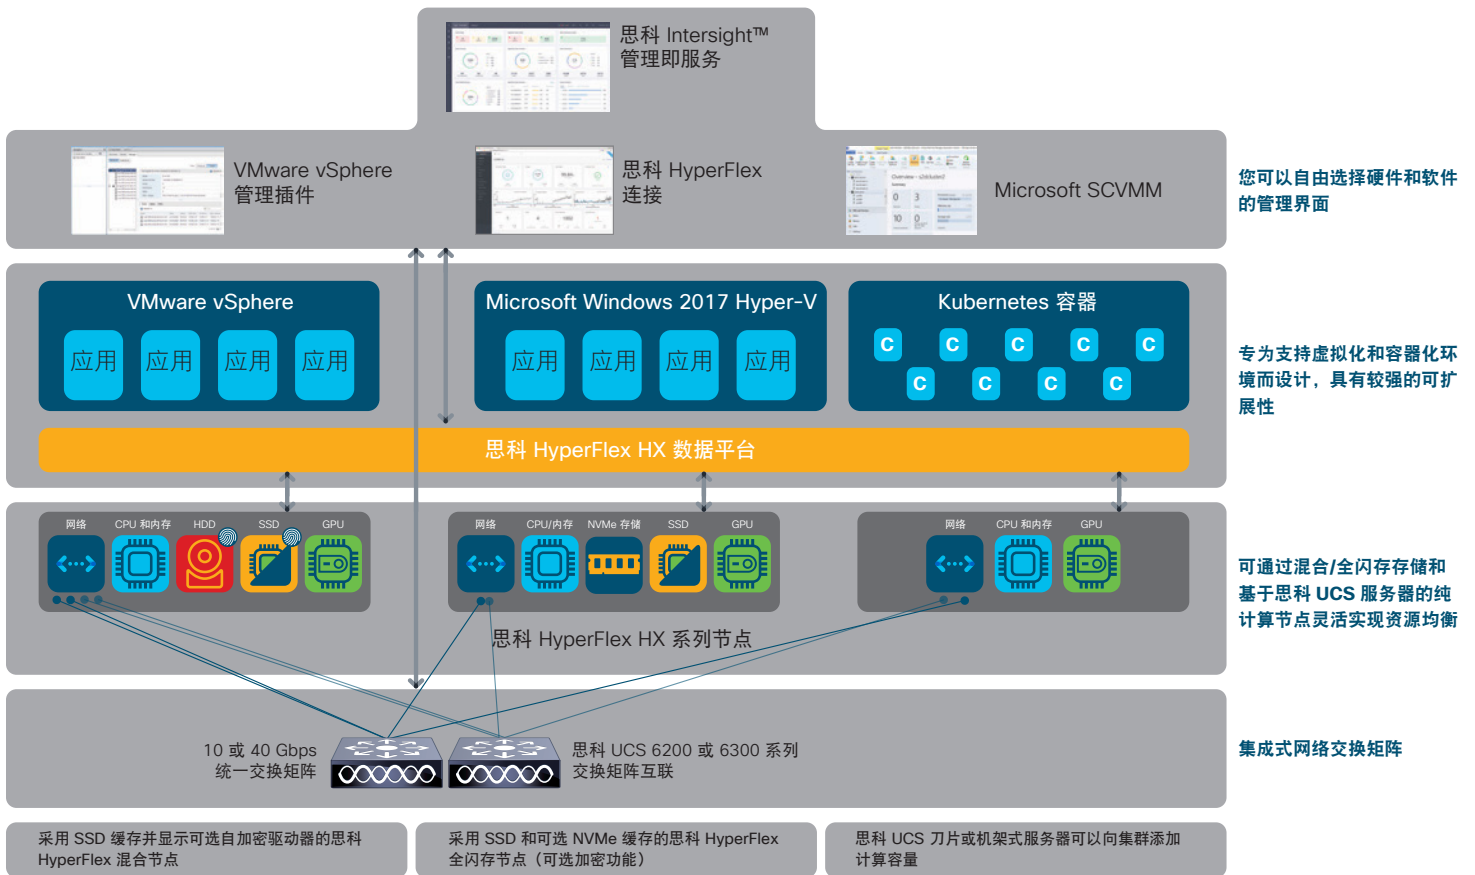 思科 Intersight™
管理即服务
VMware vSphere
管理插件
思科 HyperFlex
连接
Overview - s2dcluster2
0
3
10
0
Microsoft SCVMM
您可以自由选择硬件和软件
的管理界面
VMware vSphere
应用
应用
应用
应用
Microsoft Windows 2017 Hyper-V
应用
应用
应用
应用
Kubernetes 容器
C
C
C
C
C
C
C
C
C
专为支持虚拟化和容器化环
境而设计，具有较强的可扩
展性
思科 HyperFlex HX 数据平台
网络
CPU 和内存
HDD
SSD
GPU
网络
CPU/内存
NVMe 存储
SSD
GPU
网络
CPU 和内存
GPU
思科 HyperFlex HX 系列节点
可通过混合/全闪存存储和
基于思科 UCS 服务器的纯
计算节点灵活实现资源均衡
10 或 40 Gbps
统一交换矩阵
思科 UCS 6200 或 6300 系列
交换矩阵互联
集成式网络交换矩阵
采用 SSD 缓存并显示可选自加密驱动器的思科
HyperFlex 混合节点
采用 SSD 和可选 NVMe 缓存的思科 HyperFlex
全闪存节点（可选加密功能）
思科 UCS 刀片或机架式服务器可以向集群添加
计算容量